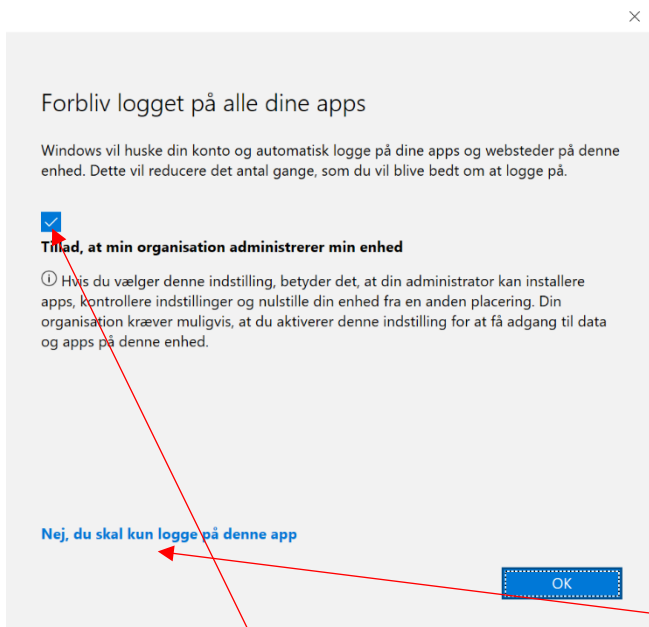 Forbliv logget på alle dine apps
Windows vil huske din konto og automatisk logge på dine apps og websteder på denne
enhed. Dette vil reducere det antal gange, som du vil blive bedt om at logge på.
Tillad, at min organisation administrerer min enhed
Hvis du vælger denne indstilling, betyder det, at din administrator kan installere
apps, kontrollere indstillinger og nulstille din enhed fra en anden placering. Din
organisation kræver muligvis, at du aktiverer denne indstilling for at få adgang til data
og apps på denne enhed.
Nej, du skal kun logge på denne app
OK